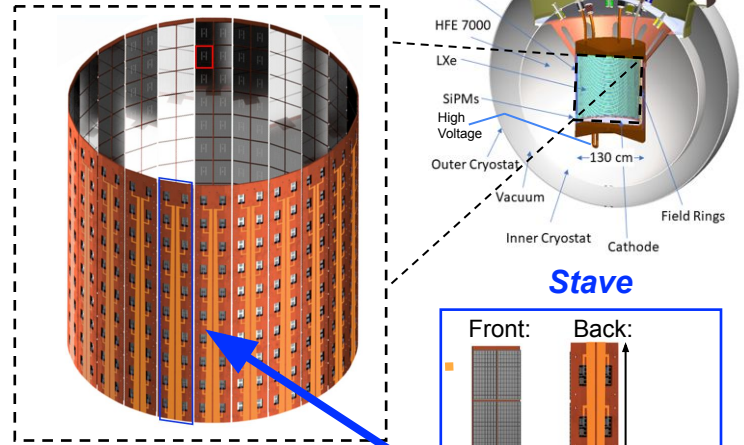 HFE 7000
LXe
SiPMs
High
Voltage
Outer Cryostat
130 cm
Vacuum
Inner Cryostat
Field Rings
Cathode
Stave
Front:
Back: